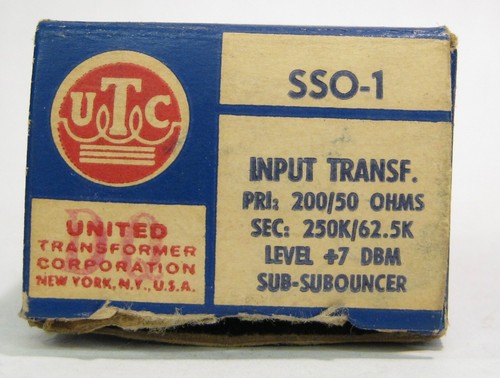 UTC
SSO-1
UNITED
TRANSFORMER
CORPORATION
NEW YORK, N.Y., U.S.A.
INPUT TRANSF.
PRI: 200/50 OHMS
SEC: 250K/62.5K
LEVEL +7 DBM
SUB-SUBOUNCER